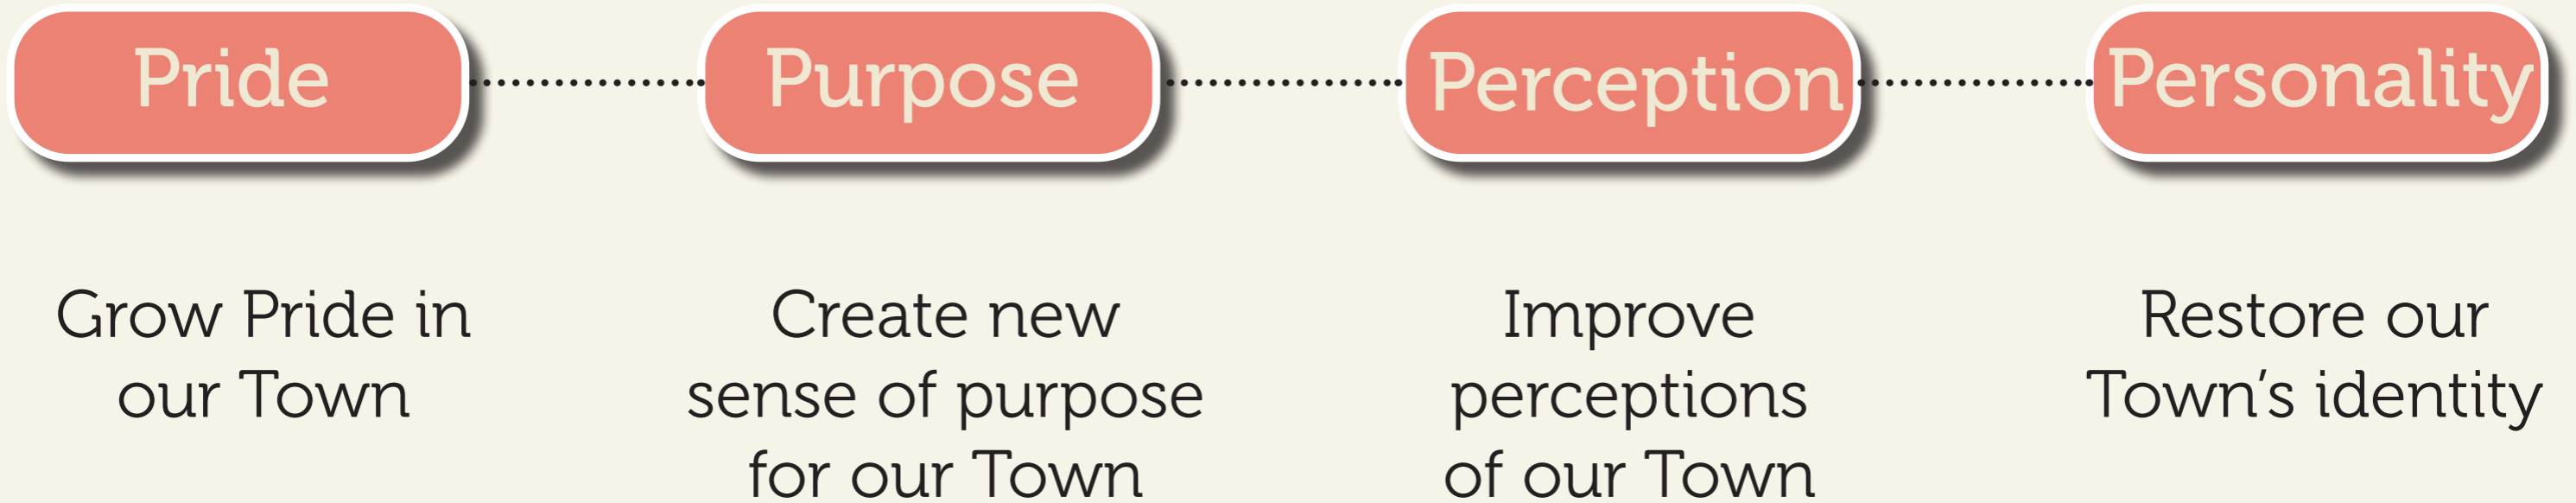 Pride
Purpose
Perception
Personality
Grow Pride in
our Town
Create new
sense of purpose
for our Town
Improve
perceptions
of our Town
Restore our
Town's identity